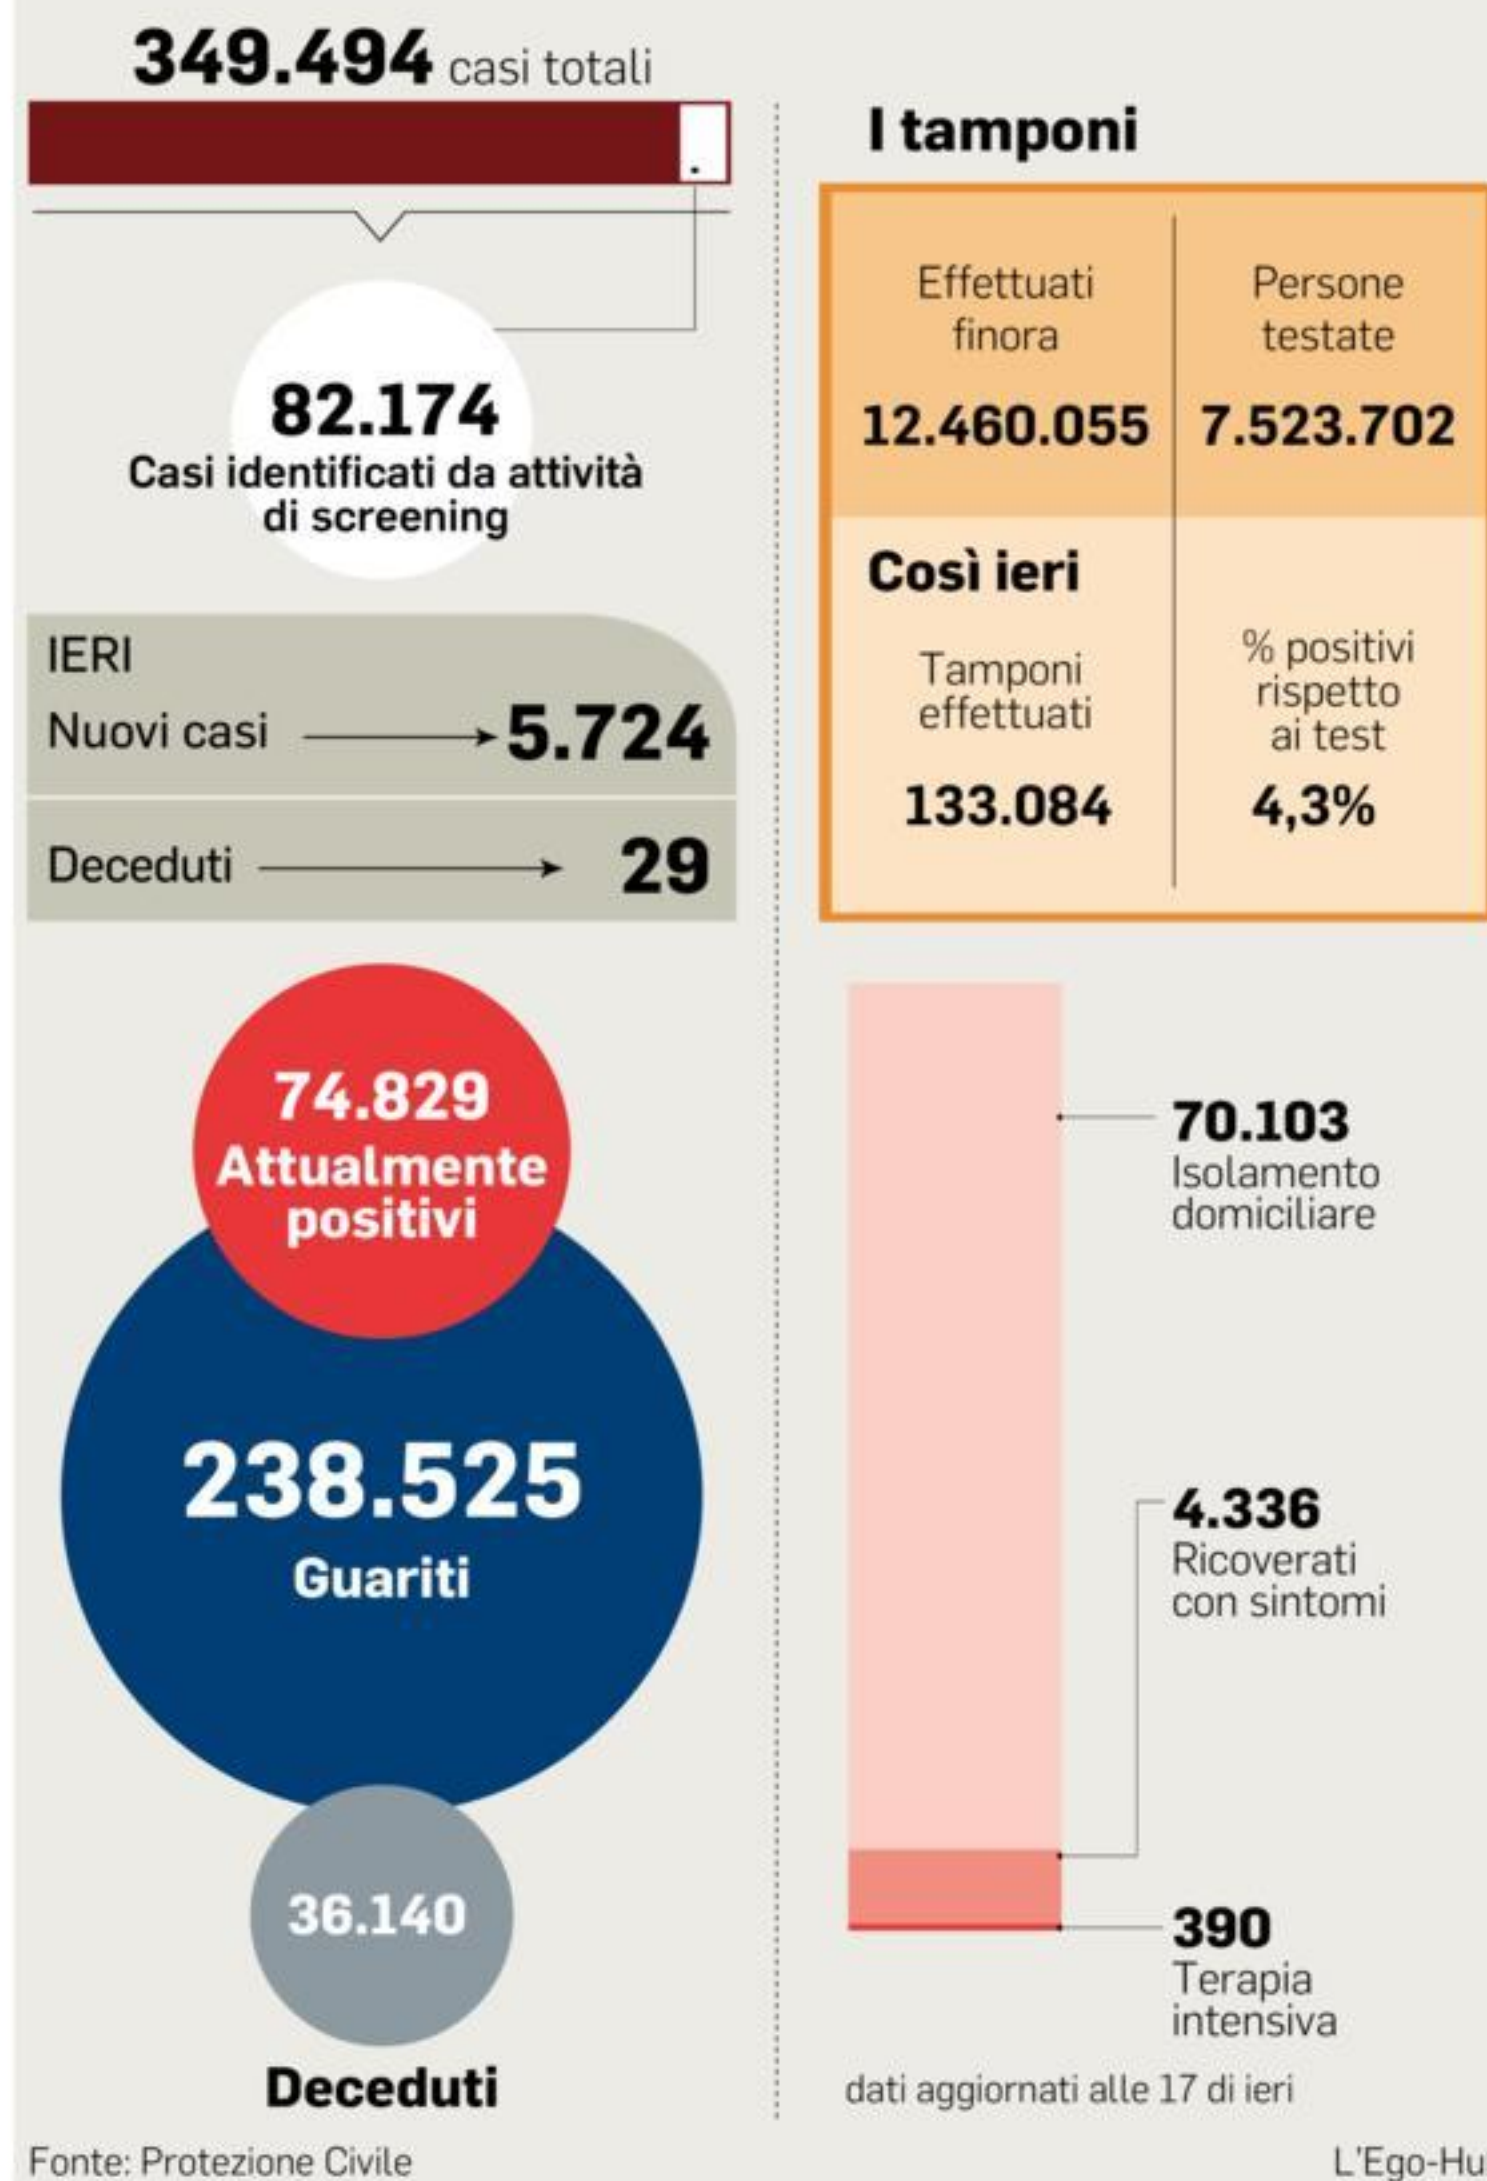 349.494 casi totali
82.174
Casi identificati da attività
di screening
IERI
Nuovi casi 5.724
Deceduti 29
74.829
Attualmente
positivi
238.525
Guariti
36.140
Deceduti
Fonte: Protezione Civile
I tamponi
Effettuati
finora
12.460.055
Persone
testate
7.523.702
Così ieri
Tamponi
effettuati
133.084
% positivi
rispetto
ai test
4,3%
70.103
Isolamento
domiciliare
4.336
Ricoverati
con sintomi
390
Terapia
intensiva
dati aggiornati alle 17 di ieri
L'Ego-Hu